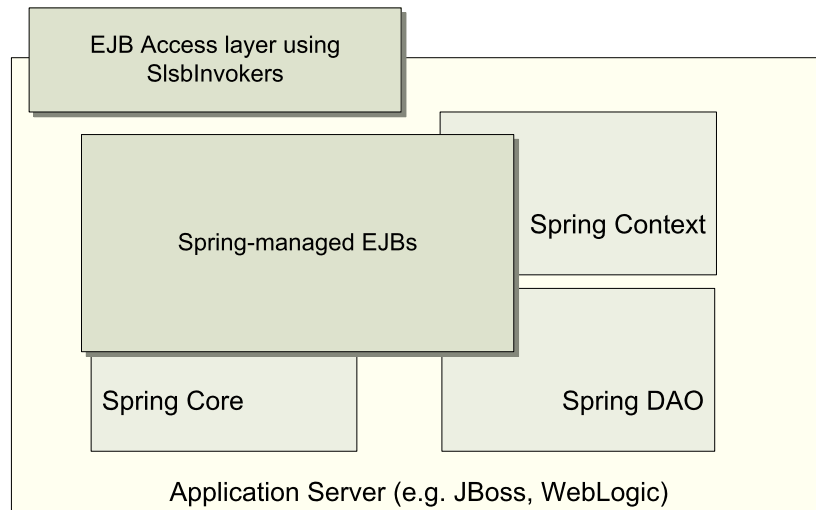 EJB Access layer using
SlsbInvokers
Spring Context
Spring-managed EJBs
Spring Core
Spring DAO
Application Server (e.g. JBoss, WebLogic)